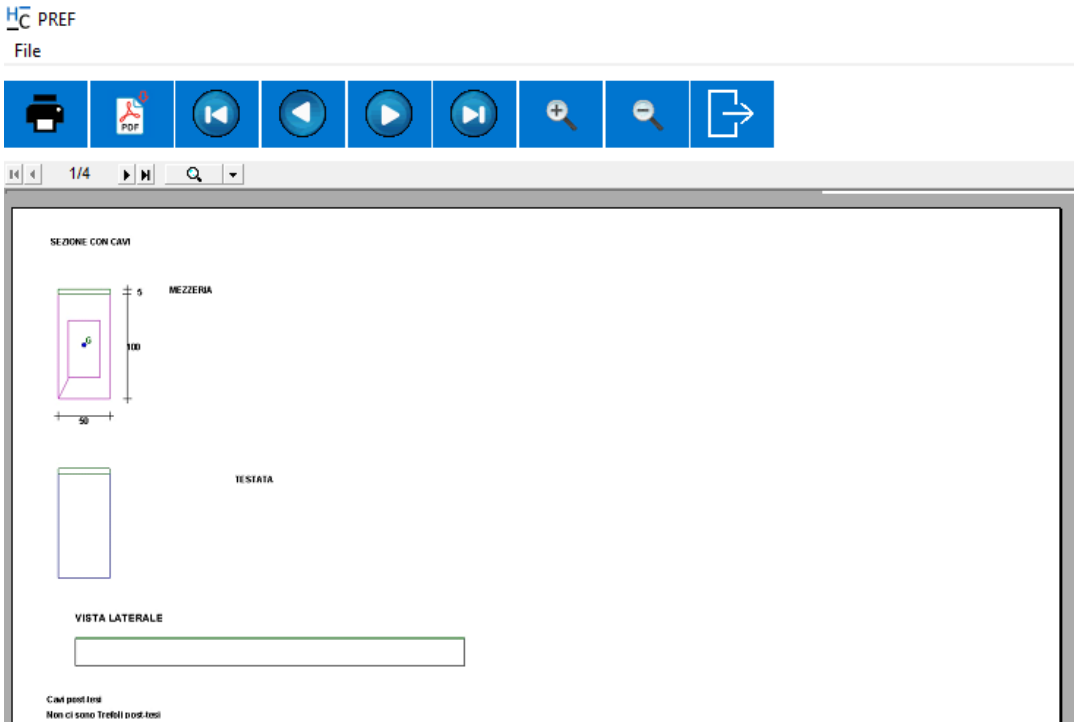 HC PREF
File
PDF
1/4
SEZIONE CON CAVI
5
MEZZERIA
G
100
50
TESTATA
VISTA LATERALE
Cavi post tesi
Non ci sono Trefoli post-tesi